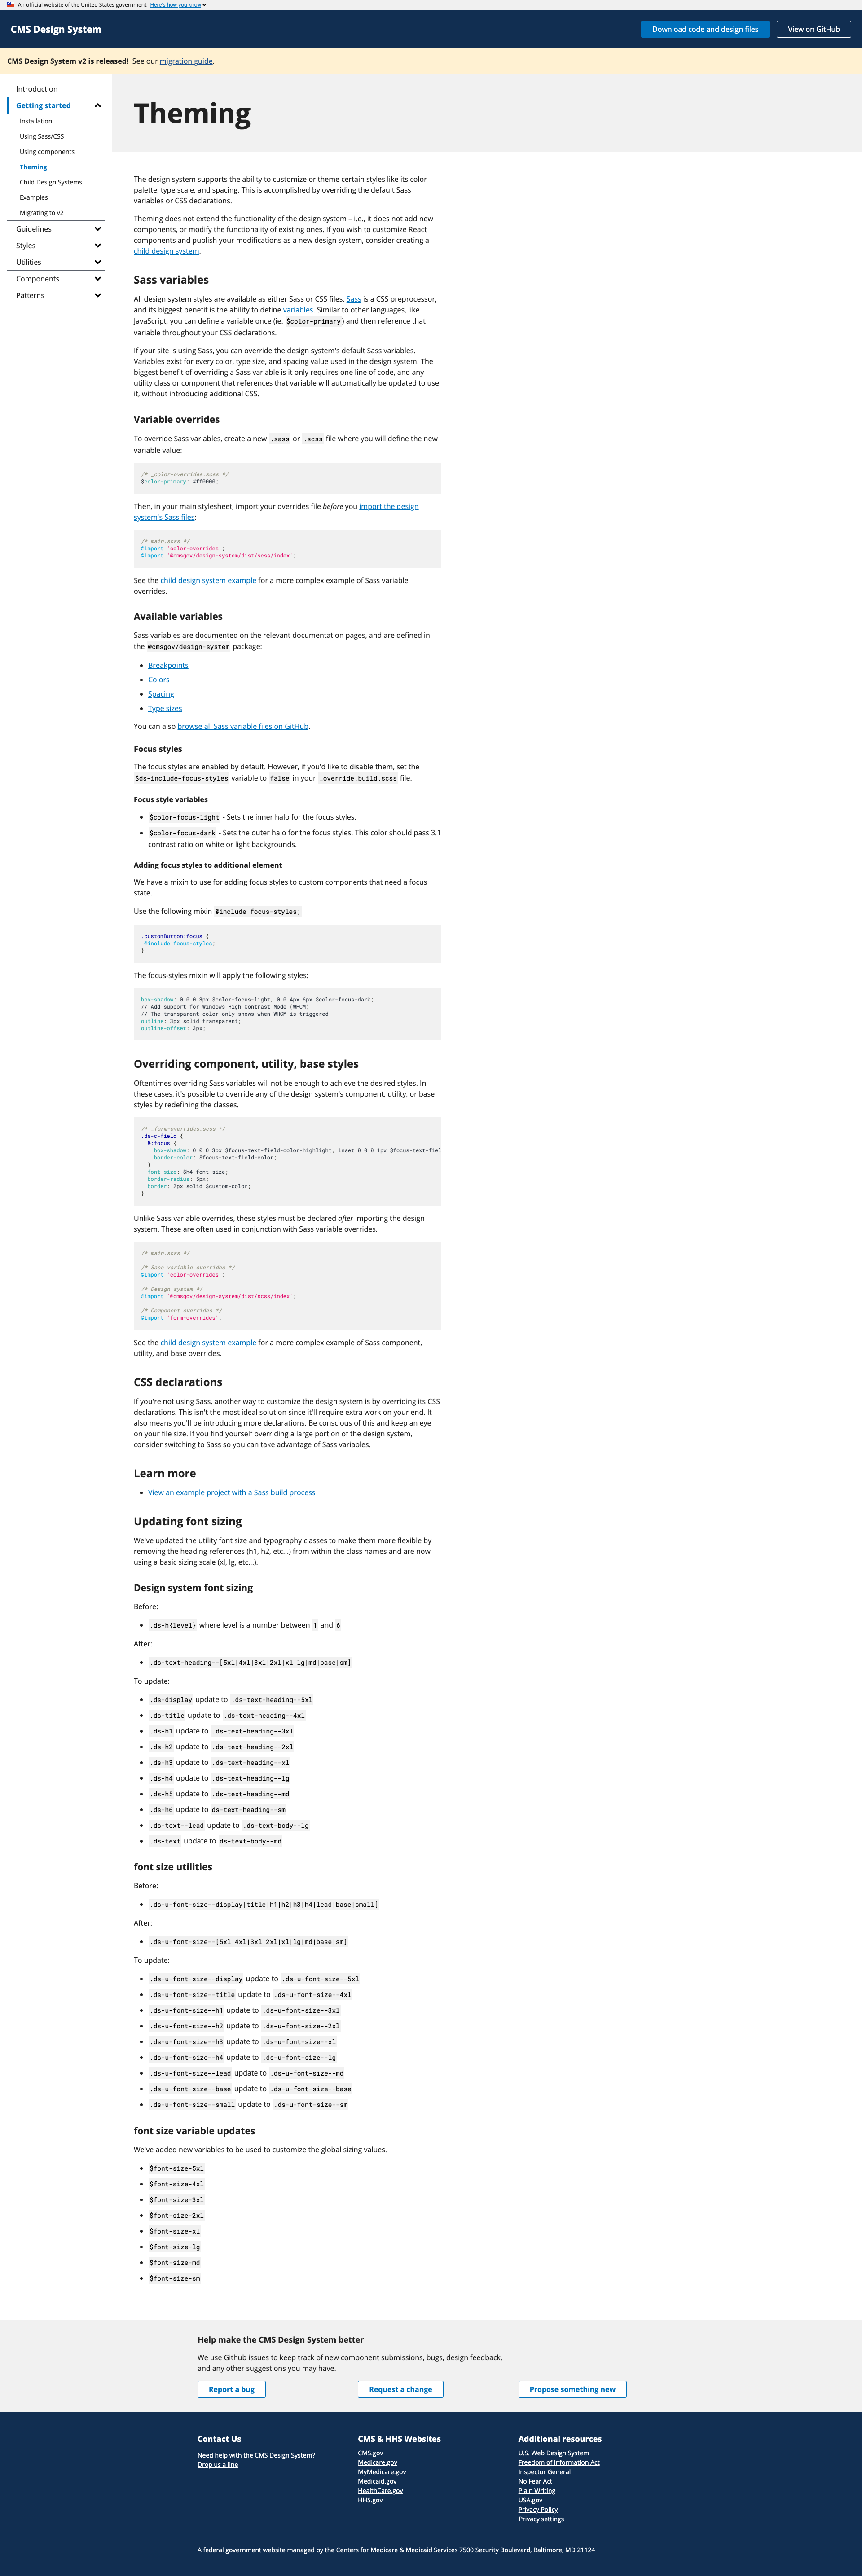 An official website of the United States government Here's how you know
CMS Design System
Download code and design files
View on GitHub
CMS Design System v2 is released! See our migration guide.
Introduction
Getting started
Installation
Using Sass/CSS
Using components
Theming
Child Design Systems
Examples
Migrating to v2
Guidelines
Styles
Utilities
Components
Patterns
Theming
The design system supports the ability to customize or theme certain styles like its color
palette, type scale, and spacing. This is accomplished by overriding the default Sass
variables or CSS declarations.
Theming does not extend the functionality of the design system – i.e., it does not add new
components, or modify the functionality of existing ones. If you wish to customize React
components and publish your modifications as a new design system, consider creating a
child design system.
Sass variables
All design system styles are available as either Sass or CSS files. Sass is a CSS preprocessor,
and its biggest benefit is the ability to define variables. Similar to other languages, like
JavaScript, you can define a variable once (ie. $color-primary) and then reference that
variable throughout your CSS declarations.
If your site is using Sass, you can override the design system's default Sass variables.
Variables exist for every color, type size, and spacing value used in the design system. The
biggest benefit of overriding a Sass variable is it only requires one line of code, and any
utility class or component that references that variable will automatically be updated to use
it, without introducing additional CSS.
Variable overrides
To override Sass variables, create a new .sass or .scss file where you will define the new
variable value:
/* _color-overrides.scss */
$color-primary: #ff0000;
Then, in your main stylesheet, import your overrides file before you import the design
system's Sass files:
/* main.scss */
@import 'color-overrides';
@import '@cmsgov/design-system/dist/scss/index';
See the child design system example for a more complex example of Sass variable
overrides.
Available variables
Sass variables are documented on the relevant documentation pages, and are defined in
the @cmsgov/design-system package:
• Breakpoints
• Colors
• Spacing
• Type sizes
You can also browse all Sass variable files on GitHub.
Focus styles
The focus styles are enabled by default. However, if you'd like to disable them, set the
$ds-include-focus-styles variable to false in your _override.build.scss file.
Focus style variables
• $color-focus-light - Sets the inner halo for the focus styles.
• $color-focus-dark - Sets the outer halo for the focus styles. This color should pass 3.1
contrast ratio on white or light backgrounds.
Adding focus styles to additional element
We have a mixin to use for adding focus styles to custom components that need a focus
state.
Use the following mixin @include focus-styles;
.customButton:focus {
@include focus-styles;
}
The focus-styles mixin will apply the following styles:
box-shadow: 0 0 0 3px $color-focus-light, 0 0 4px 6px $color-focus-dark;
// Add support for Windows High Contrast Mode (WHCM)
// The transparent color only shows when WHCM is triggered
outline: 3px solid transparent;
outline-offset: 3px;
Overriding component, utility, base styles
Oftentimes overriding Sass variables will not be enough to achieve the desired styles. In
these cases, it's possible to override any of the design system's component, utility, or base
styles by redefining the classes.
/* _form-overrides.scss */
.ds-c-field {
&:focus {
box-shadow: 0 0 0 3px $focus-text-field-color-highlight, inset 0 0 0 1px $focus-text-fiel
border-color: $focus-text-field-color;
}
font-size: $h4-font-size;
border-radius: 5px;
border: 2px solid $custom-color;
}
Unlike Sass variable overrides, these styles must be declared after importing the design
system. These are often used in conjunction with Sass variable overrides.
/* main.scss */
/* Sass variable overrides */
@import 'color-overrides';
/* Design system */
@import '@cmsgov/design-system/dist/scss/index';
/* Component overrides */
@import 'form-overrides';
See the child design system example for a more complex example of Sass component,
utility, and base overrides.
CSS declarations
If you're not using Sass, another way to customize the design system is by overriding its CSS
declarations. This is not the most ideal solution since it'll require extra work on your end. It
also means you'll be introducing more declarations. Be conscious of this and keep an eye
on your file size. If you find yourself overriding a large portion of the design system,
consider switching to Sass so you can take advantage of Sass variables.
Learn more
• View an example project with a Sass build process
Updating font sizing
We've updated the utility font size and typography classes to make them more flexible by
removing the heading references (h1, h2, etc...) from within the class names and are now
using a basic sizing scale (xl, lg, etc...).
Design system font sizing
Before:
• .ds-h{level} where level is a number between 1 and 6
After:
• .ds-text-heading--[5xl|4xl|3xl|2xl|xl|lg|md|base|sm]
To update:
• .ds-display update to .ds-text-heading--5xl
• .ds-title update to .ds-text-heading--4xl
• .ds-h1 update to .ds-text-heading--3xl
• .ds-h2 update to .ds-text-heading--2xl
• .ds-h3 update to .ds-text-heading--xl
• .ds-h4 update to .ds-text-heading--lg
• .ds-h5 update to .ds-text-heading--md
• .ds-h6 update to ds-text-heading--sm
• .ds-text--lead update to .ds-text-body--lg
• .ds-text update to ds-text-body--md
font size utilities
Before:
• .ds-u-font-size--display|title|h1|h2|h3|h4|lead|base|small]
After:
• .ds-u-font-size--[5xl|4xl|3xl|2xl|xl|lg|md|base|sm]
To update:
• .ds-u-font-size--display update to .ds-u-font-size--5xl
• .ds-u-font-size--title update to .ds-u-font-size--4xl
• .ds-u-font-size--h1 update to .ds-u-font-size--3xl
• .ds-u-font-size--h2 update to .ds-u-font-size--2xl
• .ds-u-font-size--h3 update to .ds-u-font-size--xl
• .ds-u-font-size--h4 update to .ds-u-font-size--lg
• .ds-u-font-size--lead update to .ds-u-font-size--md
• .ds-u-font-size--base update to .ds-u-font-size--base
• .ds-u-font-size--small update to .ds-u-font-size--sm
font size variable updates
We've added new variables to be used to customize the global sizing values.
• $font-size-5xl
• $font-size-4xl
• $font-size-3xl
• $font-size-2xl
• $font-size-xl
• $font-size-lg
• $font-size-md
• $font-size-sm
Help make the CMS Design System better
We use Github issues to keep track of new component submissions, bugs, design feedback,
and any other suggestions you may have.
Report a bug
Request a change
Propose something new
Contact Us
Need help with the CMS Design System?
Drop us a line
CMS & HHS Websites
CMS.gov
Medicare.gov
MyMedicare.gov
Medicaid.gov
HealthCare.gov
HHS.gov
Additional resources
U.S. Web Design System
Freedom of Information Act
Inspector General
No Fear Act
Plain Writing
USA.gov
Privacy Policy
Privacy settings
A federal government website managed by the Centers for Medicare & Medicaid Services 7500 Security Boulevard, Baltimore, MD 21124